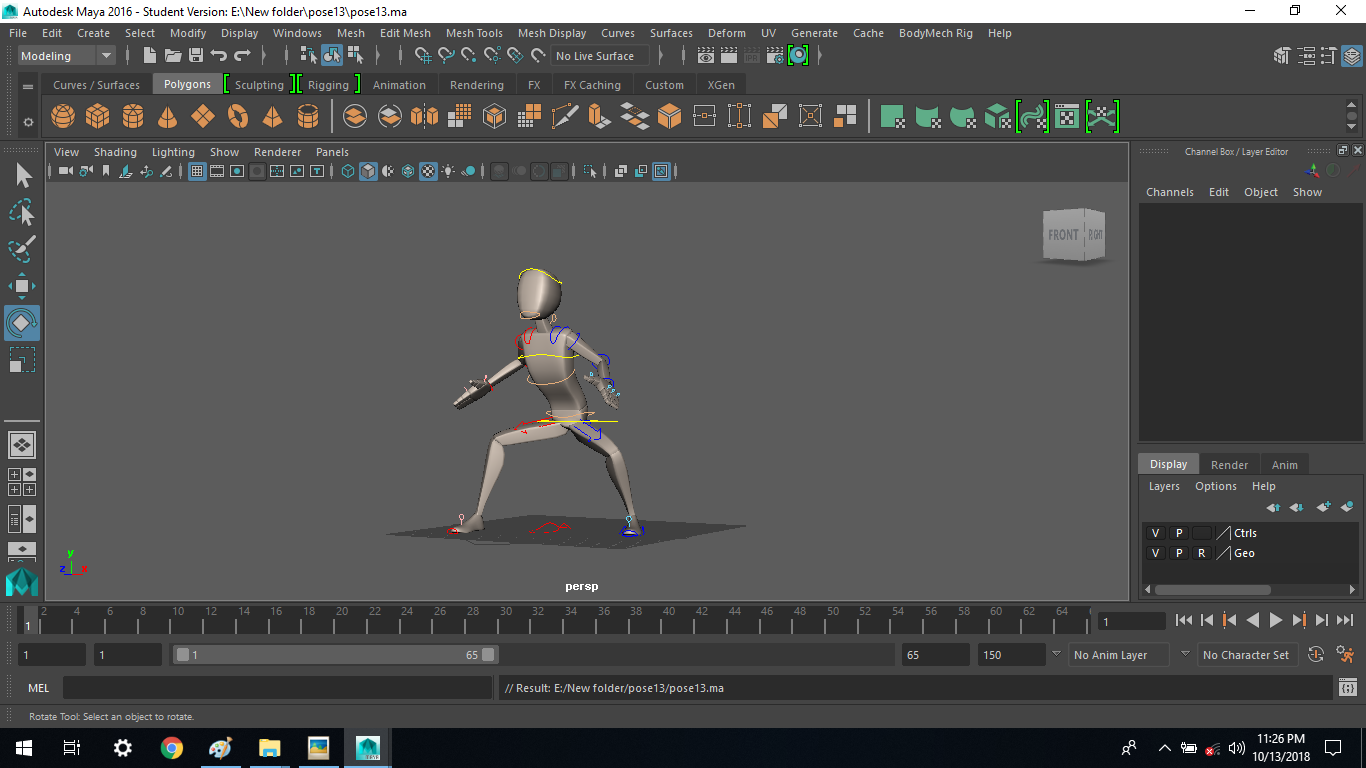 Autodesk Maya 2016 - Student Version: E:\New folder\pose13\pose13.ma
File Edit Create Select Modify Display Windows Mesh Edit Mesh Mesh Tools Mesh Display Curves Surfaces Deform UV Generate Cache BodyMech Rig Help
Modeling No Live Surface
Curves / Surfaces Polygons Sculpting Rigging Animation Rendering FX FX Caching Custom XGen
View Shading Lighting Show Renderer Panels
Channel Box / Layer Editor
Channels Edit Object Show
FRONT RIGHT
Display Render Anim
Layers Options Help
V P Ctrls
V P R Geo
y
z x
persp
2 4 6 8 10 12 14 16 18 20 22 24 26 28 30 32 34 36 38 40 42 44 46 48 50 52 54 56 58 60 62 64
1 1
1 1 1 65 65 150 No Anim Layer No Character Set
MEL // Result: E:/New folder/pose13/pose13.ma
Rotate Tool: Select an object to rotate.
11:26 PM
10/13/2018